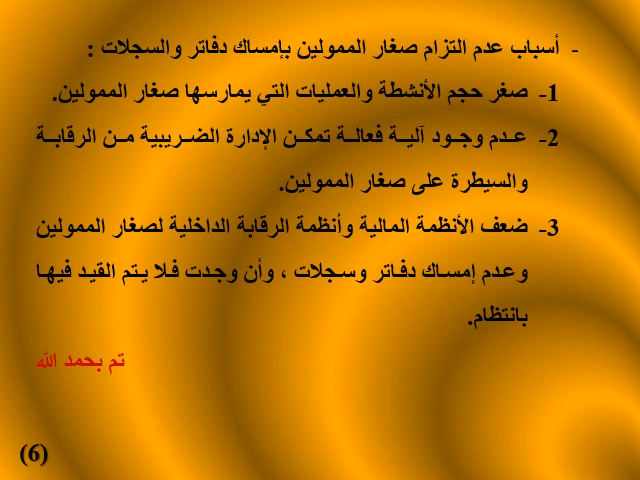 - أسباب عدم التزام صغار الممولين بإمساك دفاتر والسجلات :
1- صغر حجم الأنشطة والعمليات التي يمارسها صغار الممولين.
2- عدم وجود آلية فعالة تمكن الإدارة الضريبية من الرقابة
والسيطرة على صغار الممولين.
3- ضعف الأنظمة المالية وأنظمة الرقابة الداخلية لصغار الممولين
وعدم إمساك دفاتر وسجلات ، وأن وجدت فلا يتم القيد فيها
بانتظام.
تم بحمد الله
(6)